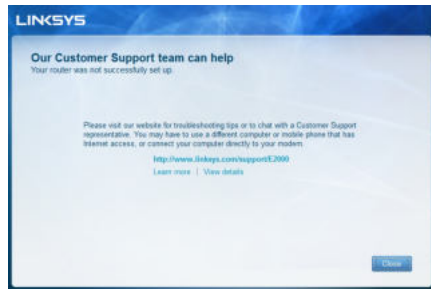 LINKSYS
Our Customer Support team can help
Your router was not successfully set up.
Please visit our website for troubleshooting tips or to chat with a Customer Support
representative. You may have to use a different computer or mobile phone that has
Internet access, or connect your computer directly to your modem.
http://www.linksys.com/support/E2000
Learn more | View details
Close